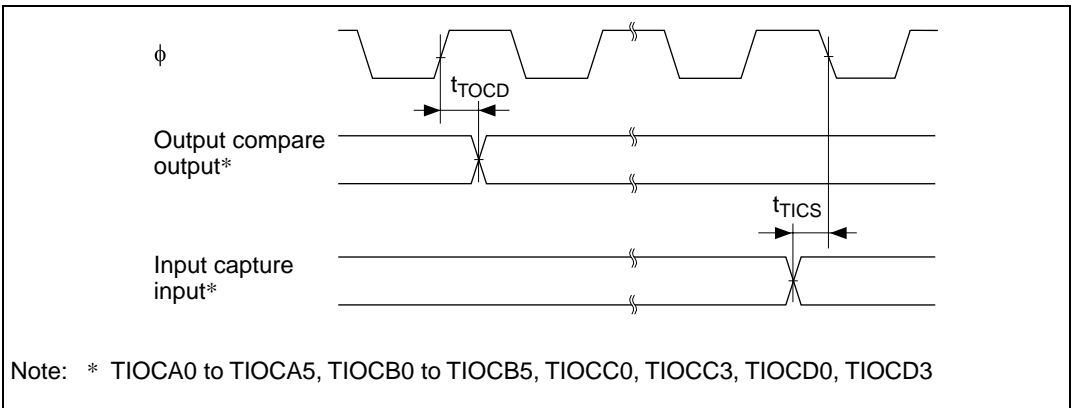 ϕ
tTOCD
Output compare
output*
tTICS
Input capture
input*
Note: * TIOCA0 to TIOCA5, TIOCB0 to TIOCB5, TIOCC0, TIOCC3, TIOCD0, TIOCD3